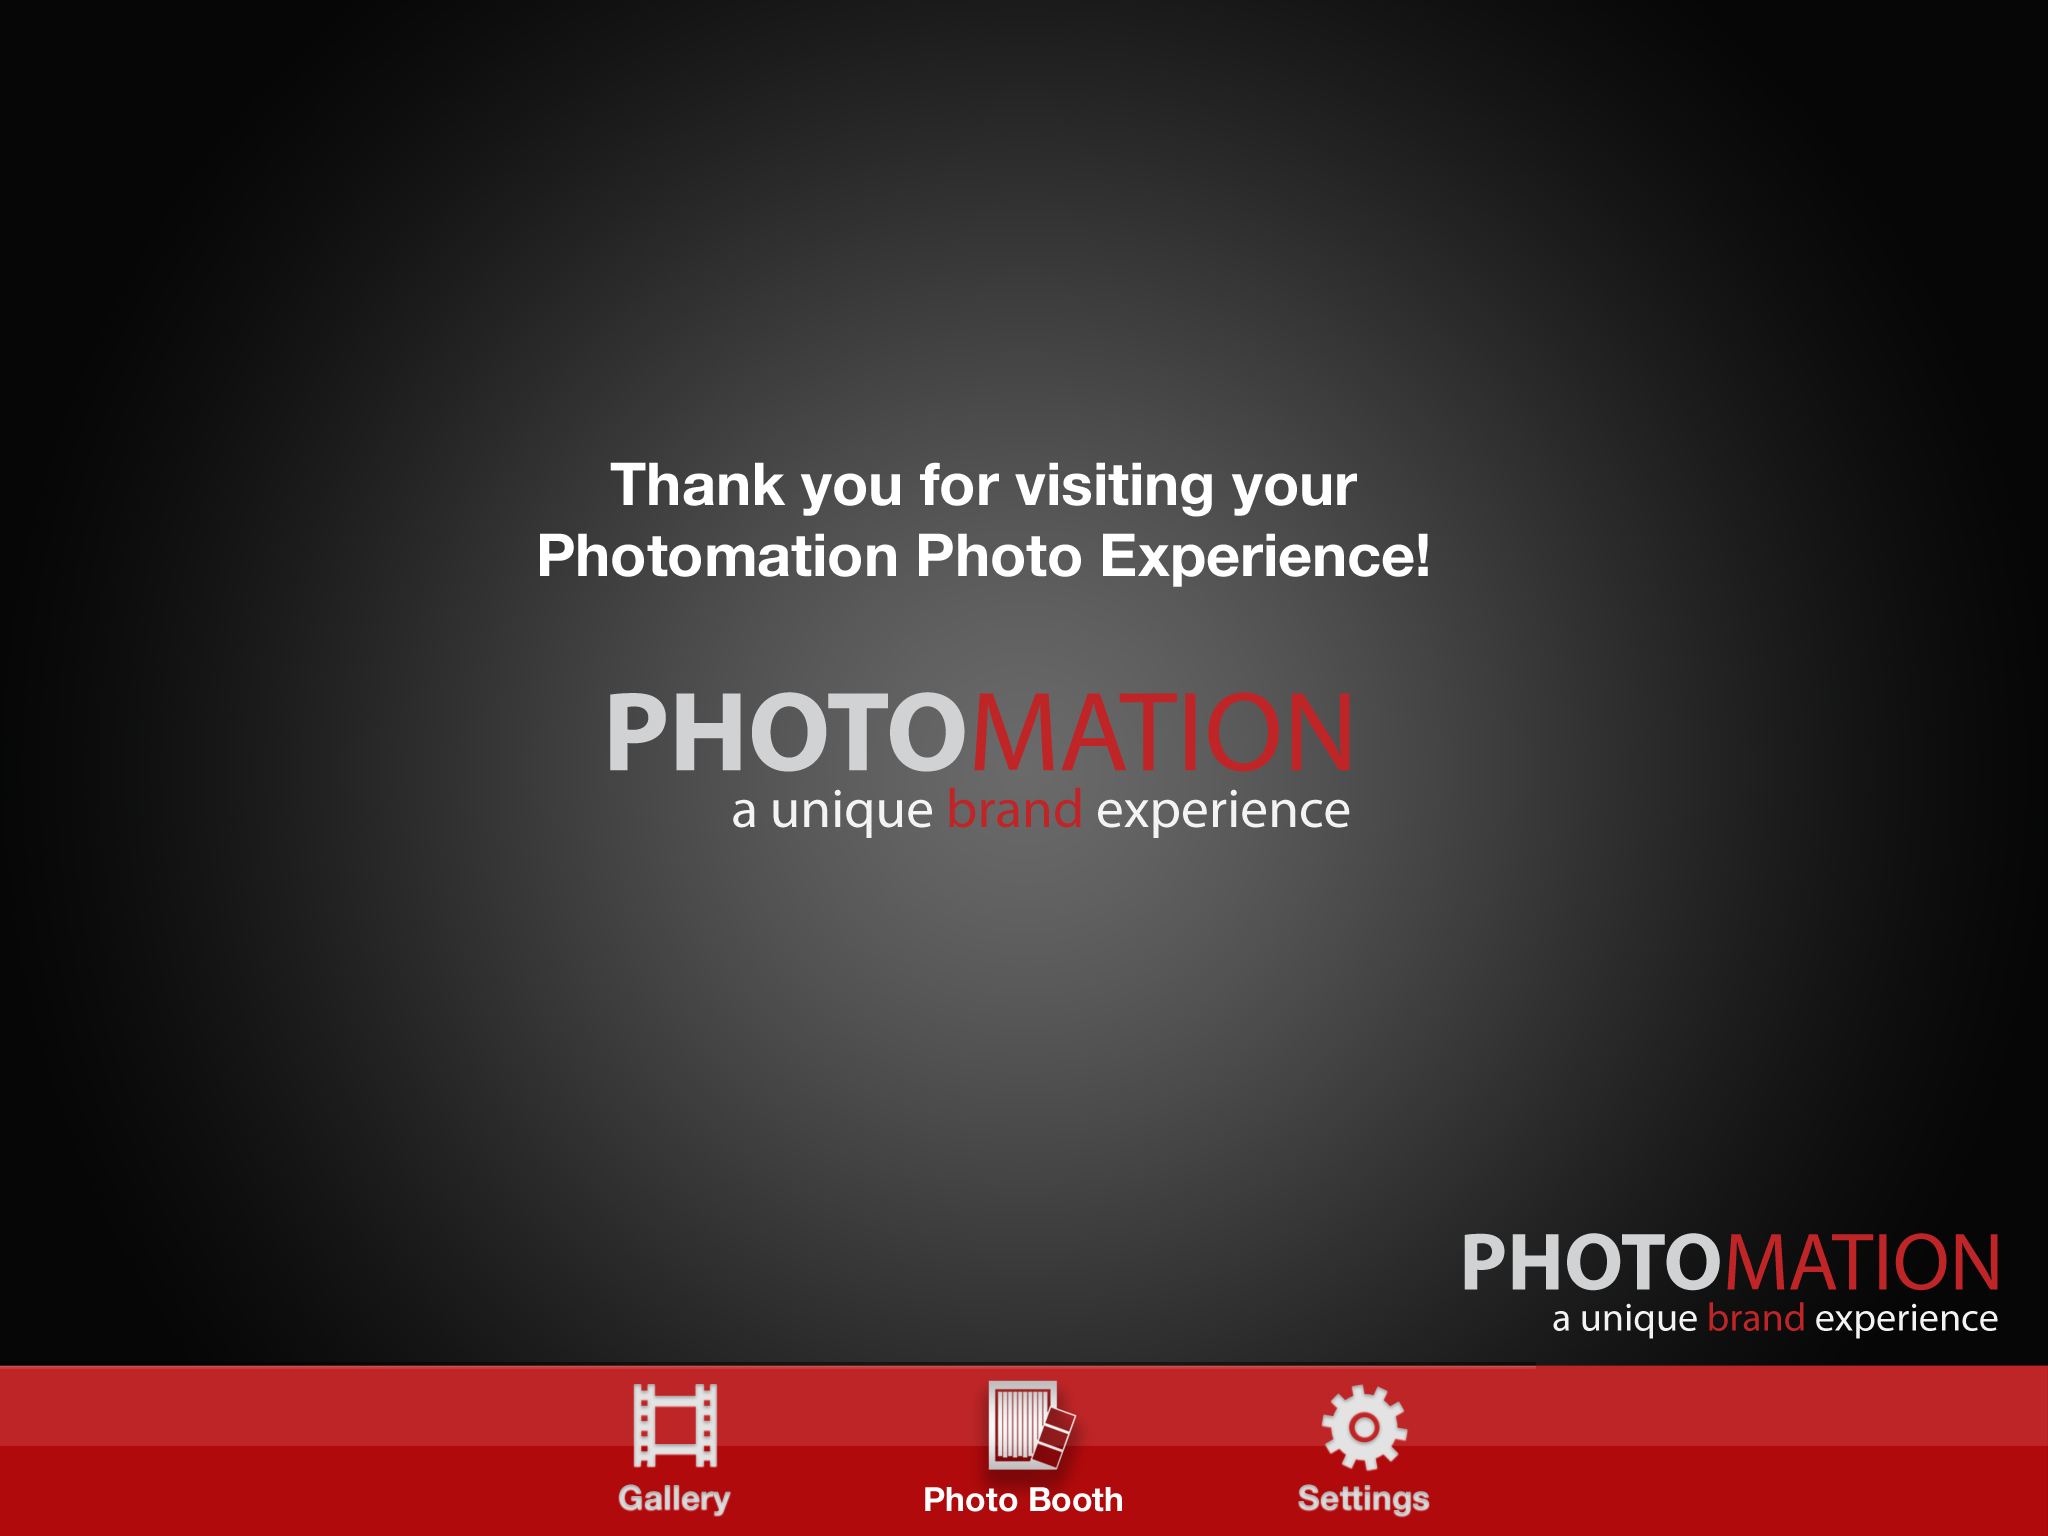 Thank you for visiting your
Photomation Photo Experience!
PHOTOMATION
a unique brand experience
PHOTOMATION
a unique brand experience
Gallery
Photo Booth
Settings